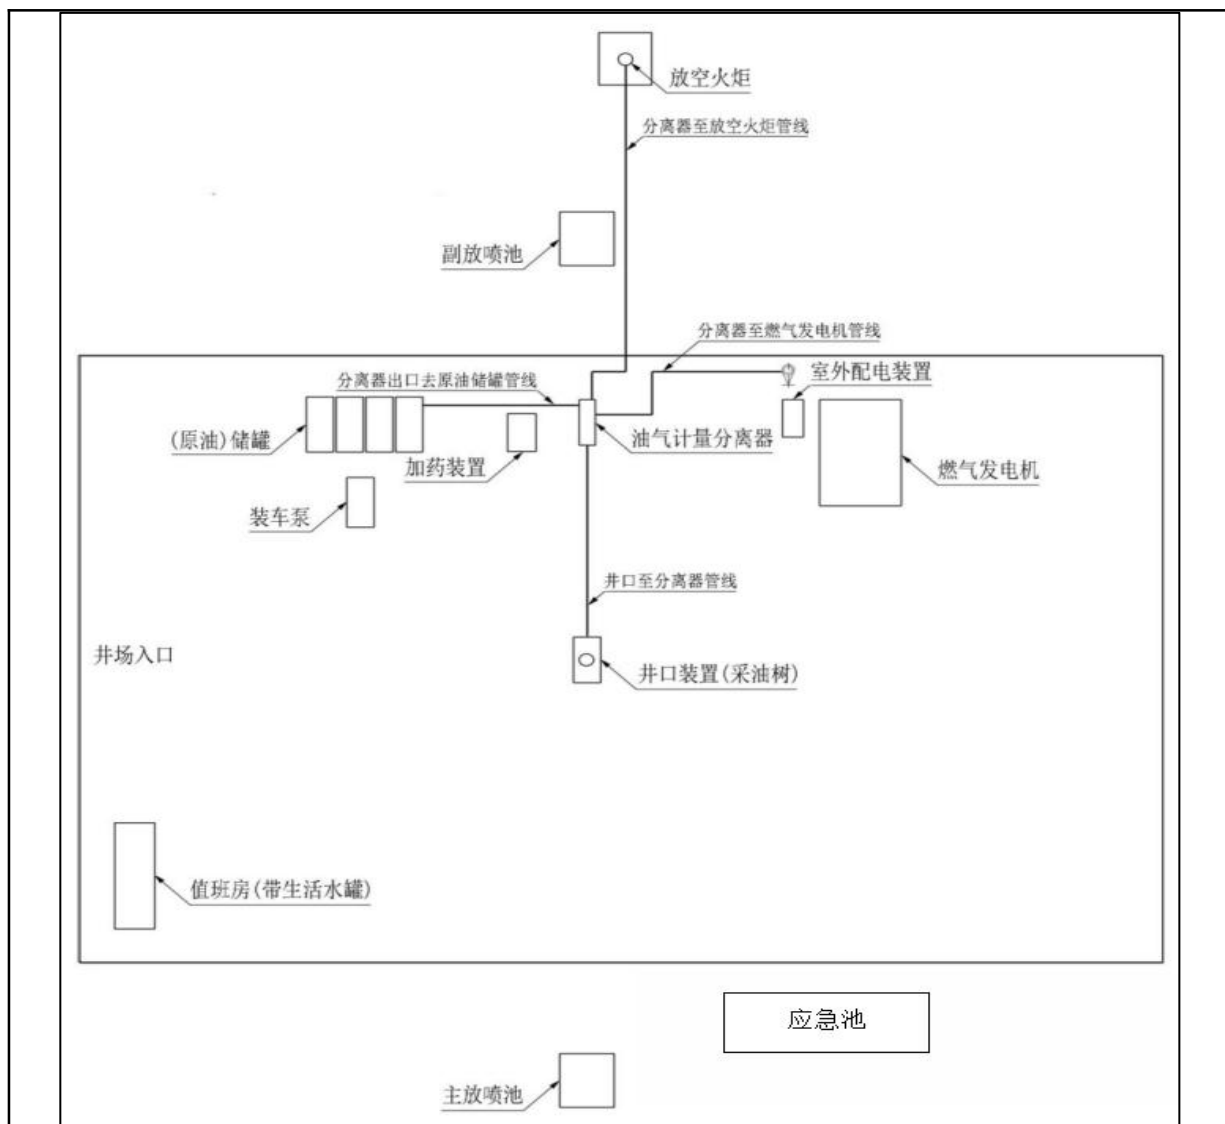 放空火炬
分离器至放空火炬管线
副放喷池
分离器至燃气发电机管线
分离器出口去原油储罐管线
室外配电装置
(原油)储罐
加药装置
油气计量分离器
燃气发电机
装车泵
井口至分离器管线
井场入口
井口装置(采油树)
值班房(带生活水罐)
应急池
主放喷池